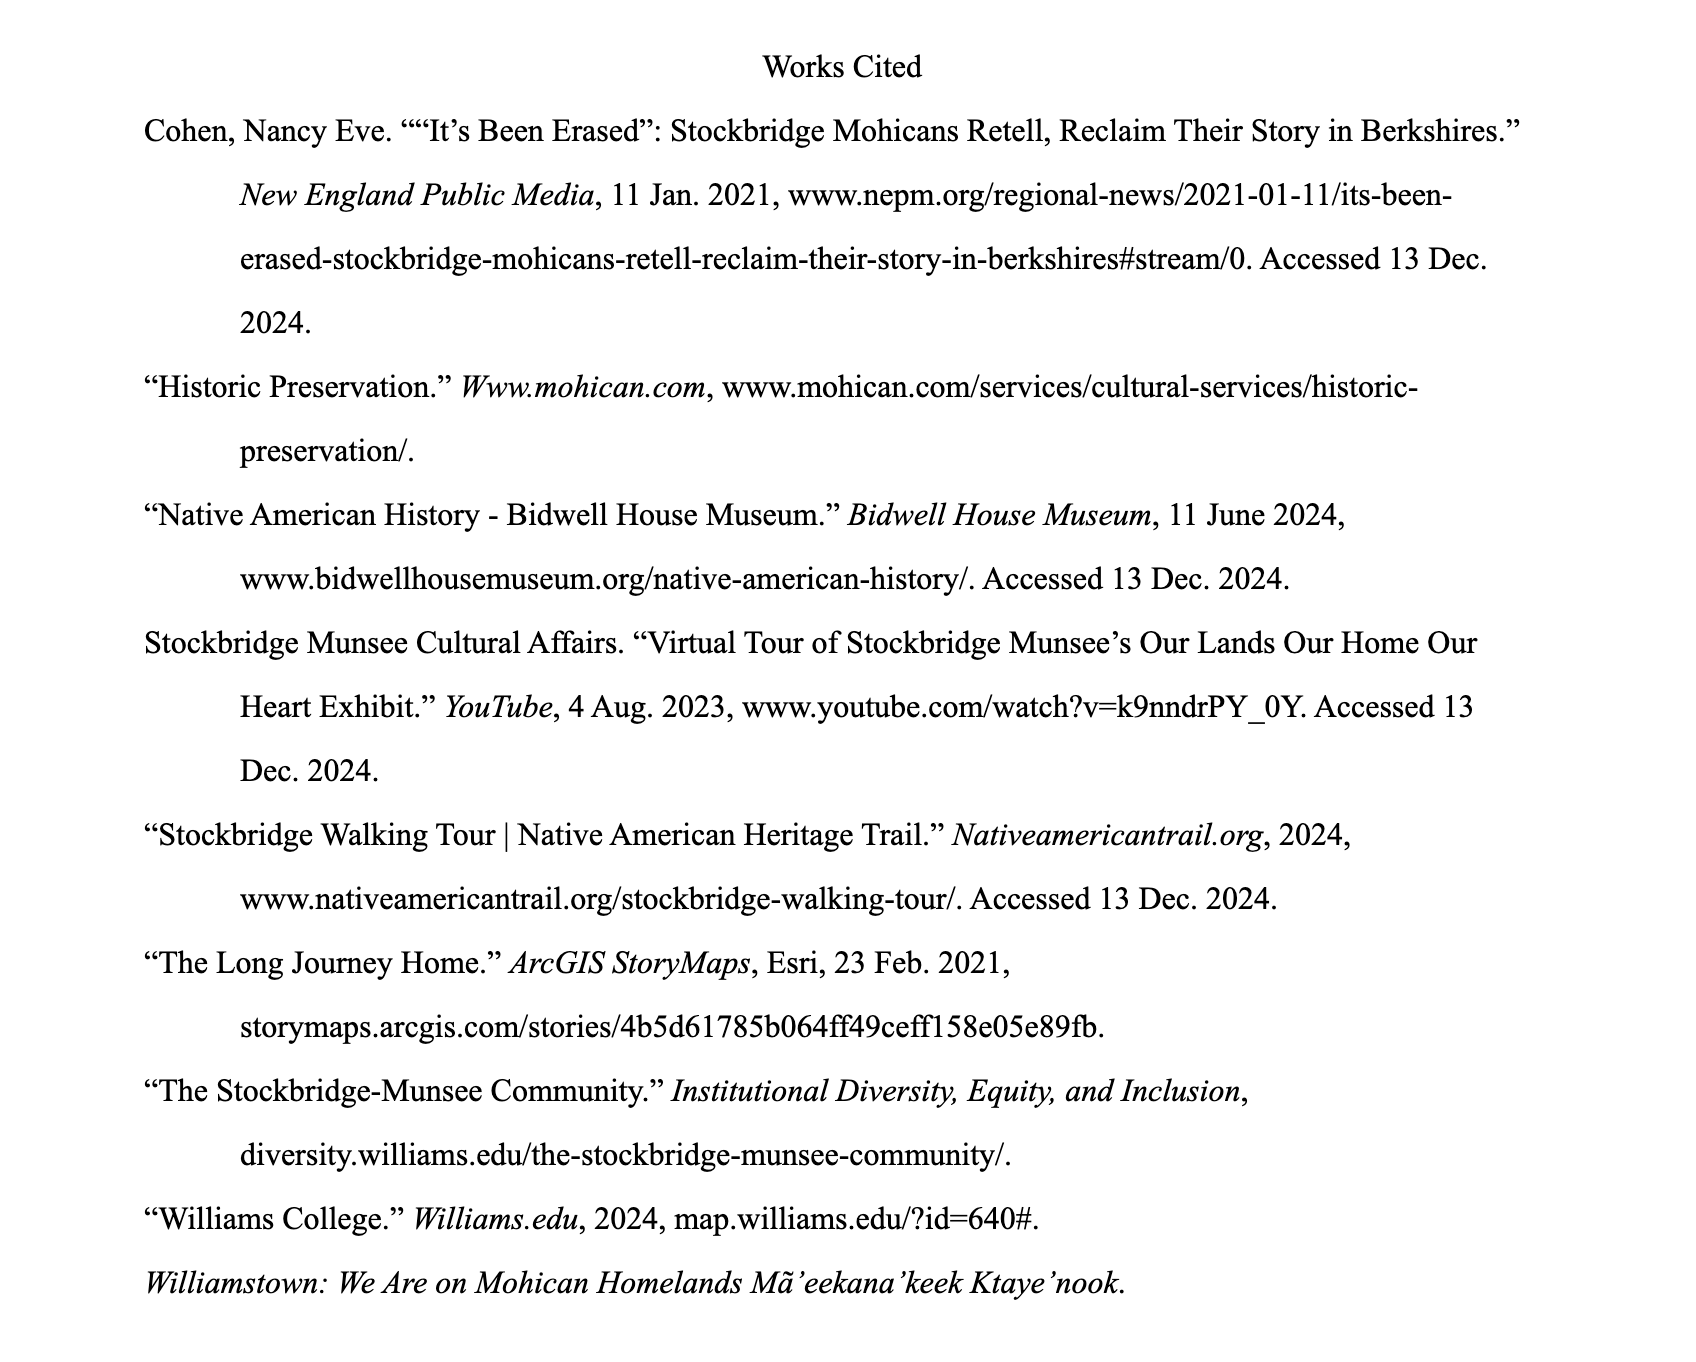 Works Cited
Cohen, Nancy Eve. ““It’s Been Erased”: Stockbridge Mohicans Retell, Reclaim Their Story in Berkshires.”
New England Public Media, 11 Jan. 2021, www.nepm.org/regional-news/2021-01-11/its-been-
erased-stockbridge-mohicans-retell-reclaim-their-story-in-berkshires#stream/0. Accessed 13 Dec.
2024.
“Historic Preservation.” Www.mohican.com, www.mohican.com/services/cultural-services/historic-
preservation/.
“Native American History - Bidwell House Museum.” Bidwell House Museum, 11 June 2024,
www.bidwellhousemuseum.org/native-american-history/. Accessed 13 Dec. 2024.
Stockbridge Munsee Cultural Affairs. “Virtual Tour of Stockbridge Munsee’s Our Lands Our Home Our
Heart Exhibit.” YouTube, 4 Aug. 2023, www.youtube.com/watch?v=k9nndrPY_0Y. Accessed 13
Dec. 2024.
“Stockbridge Walking Tour | Native American Heritage Trail.” Nativeamericantrail.org, 2024,
www.nativeamericantrail.org/stockbridge-walking-tour/. Accessed 13 Dec. 2024.
“The Long Journey Home.” ArcGIS StoryMaps, Esri, 23 Feb. 2021,
storymaps.arcgis.com/stories/4b5d61785b064ff49ceff158e05e89fb.
“The Stockbridge-Munsee Community.” Institutional Diversity, Equity, and Inclusion,
diversity.williams.edu/the-stockbridge-munsee-community/.
“Williams College.” Williams.edu, 2024, map.williams.edu/?id=640#.
Williamstown: We Are on Mohican Homelands Mã’eekana’keek Ktaye’nook.